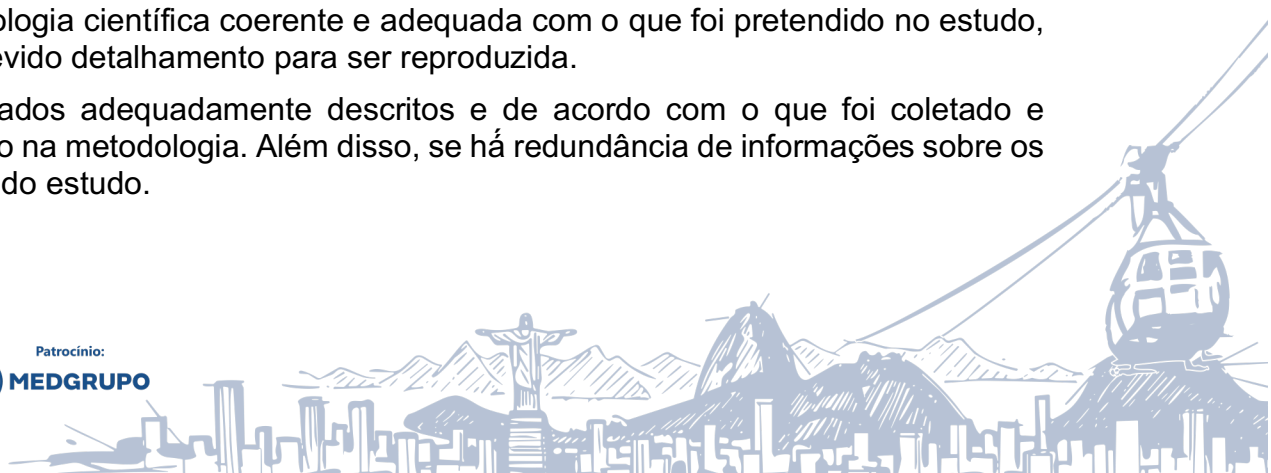 ologia científica coerente e adequada com o que foi pretendido no estudo,
evido detalhamento para ser reproduzida.
ados adequadamente descritos e de acordo com o que foi coletado e
o na metodologia. Além disso, se há redundância de informações sobre os
do estudo.
Patrocínio:
MEDGRUPO